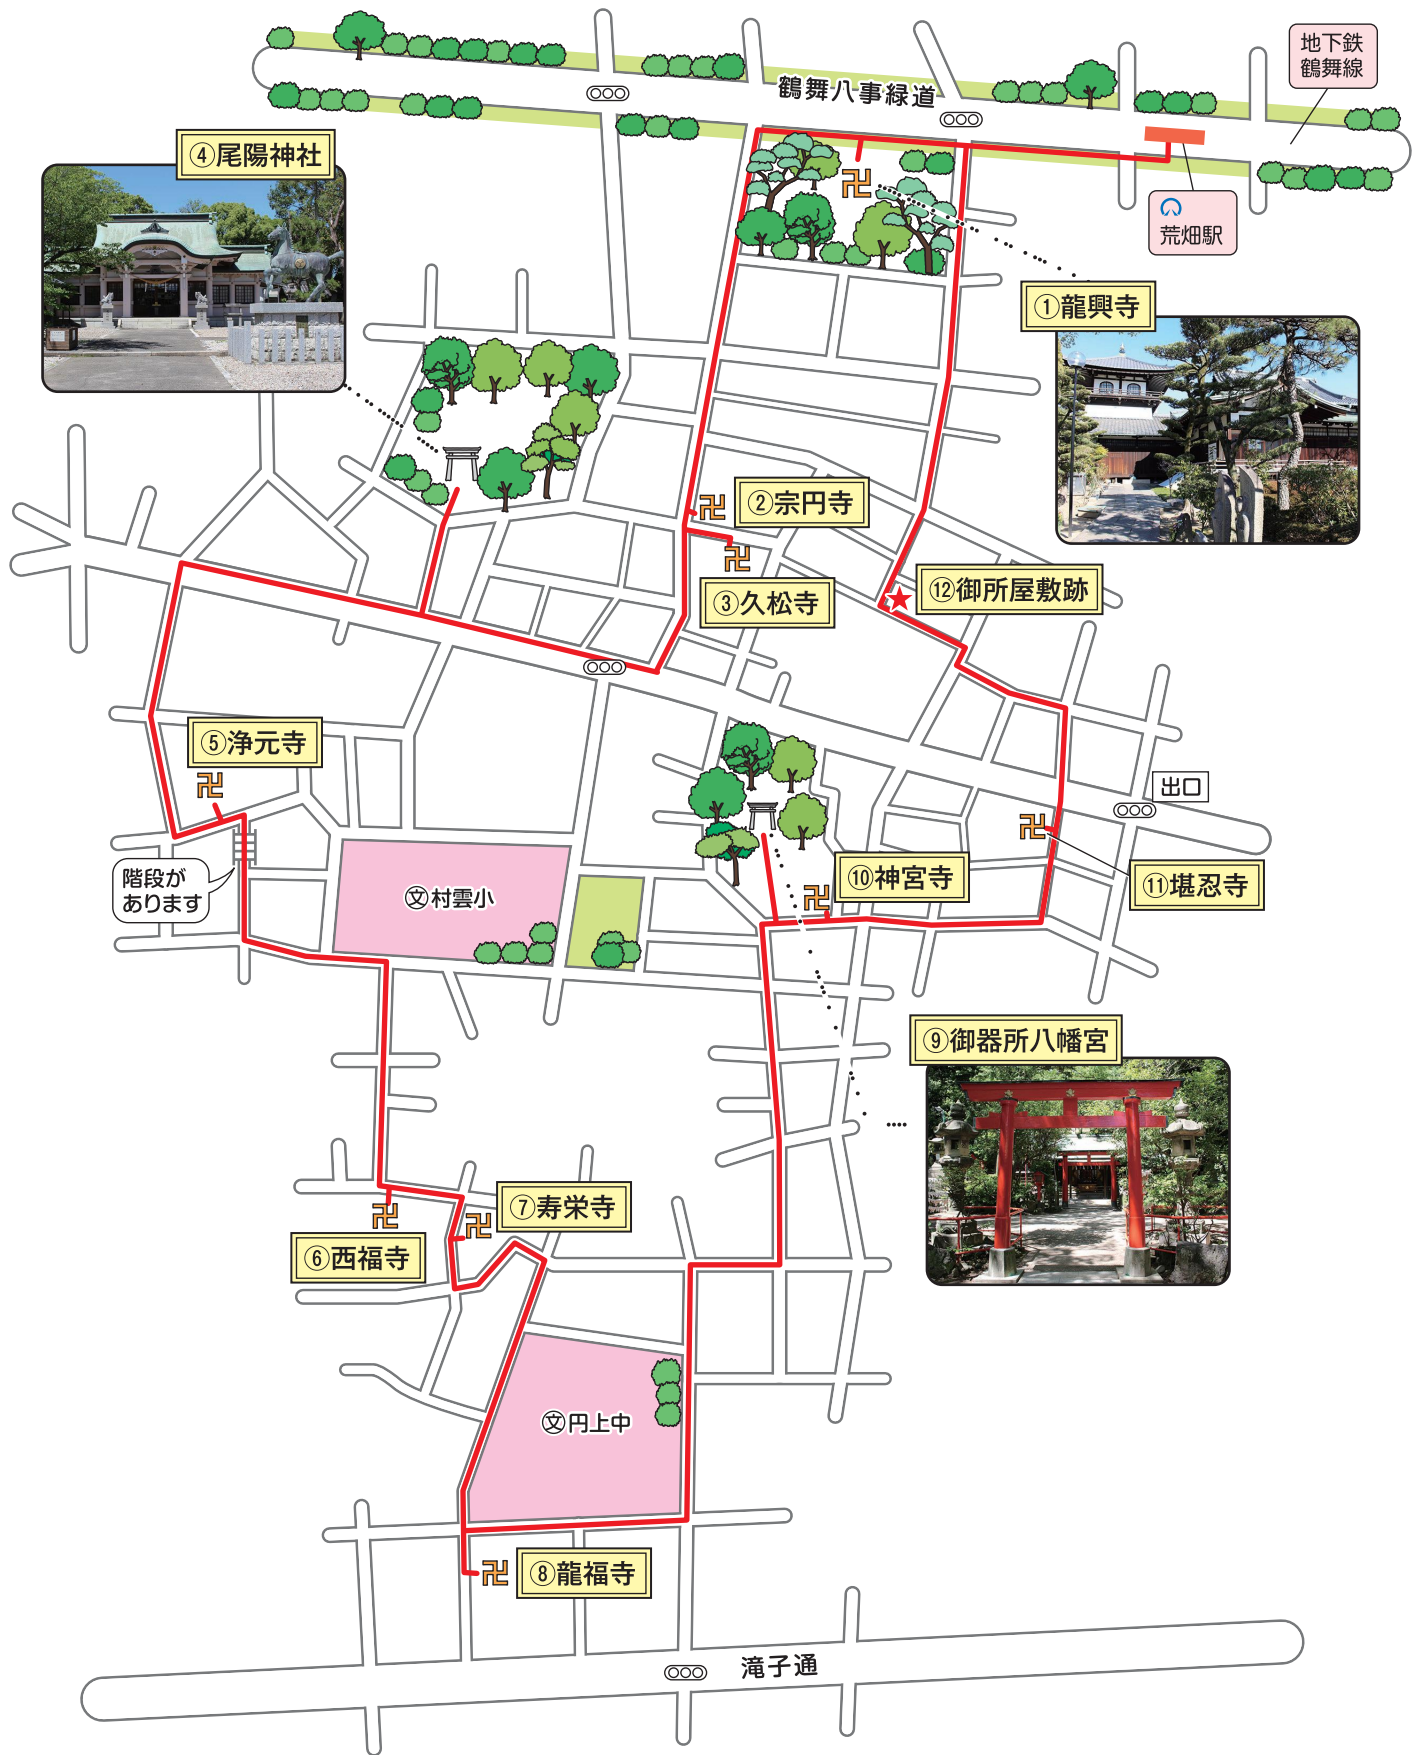 鶴舞八事緑道
地下鉄
鶴舞線
荒畑駅
④尾陽神社
①龍興寺
②宗円寺
③久松寺
⑫御所屋敷跡
⑤浄元寺
出口
階段が
あります
文村雲小
⑩神宮寺
⑪堪忍寺
⑨御器所八幡宮
⑦寿栄寺
⑥西福寺
文円上中
⑧龍福寺
滝子通